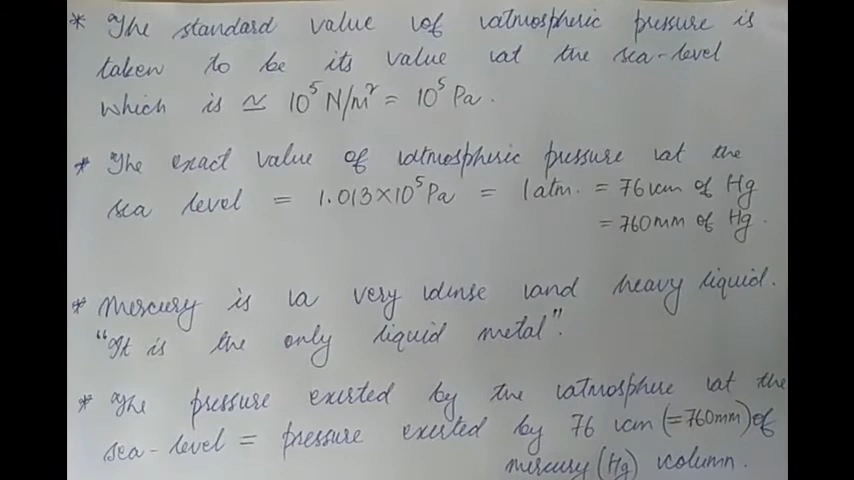 * The standard value of atmospheric pressure is
taken to be its value at the sea-level
which is ≃ 10⁵ N/m² = 10⁵ Pa.
* The exact value of atmospheric pressure at the
sea level = 1.013×10⁵ Pa = 1 atm. = 76 cm of Hg
= 760 mm of Hg.
* Mercury is a very dense and heavy liquid.
"It is the only liquid metal".
* The pressure exerted by the atmosphere at the
sea-level = pressure exerted by 76 cm (=760mm) of
mercury (Hg) column.